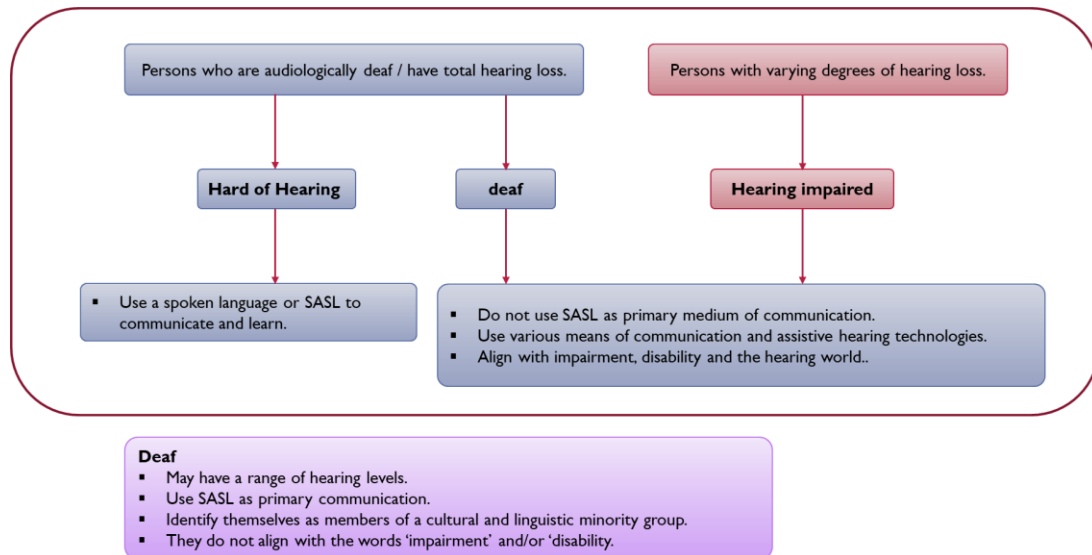 Persons who are audiologically deaf / have total hearing loss.
Persons with varying degrees of hearing loss.
Hard of Hearing
deaf
Hearing impaired
▪ Use a spoken language or SASL to
communicate and learn.
▪ Do not use SASL as primary medium of communication.
▪ Use various means of communication and assistive hearing technologies.
▪ Align with impairment, disability and the hearing world..
Deaf
▪ May have a range of hearing levels.
▪ Use SASL as primary communication.
▪ Identify themselves as members of a cultural and linguistic minority group.
▪ They do not align with the words ‘impairment’ and/or ‘disability.